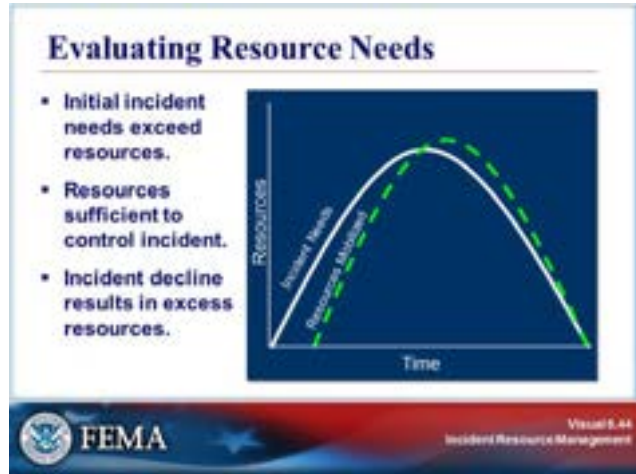 Evaluating Resource Needs
▪ Initial incident
needs exceed
resources.
▪ Resources
sufficient to
control incident.
▪ Incident decline
results in excess
resources.
Resources
Incident Needs
Resources Mobilized
Time
FEMA
Visual 6.44
Incident Resource Management